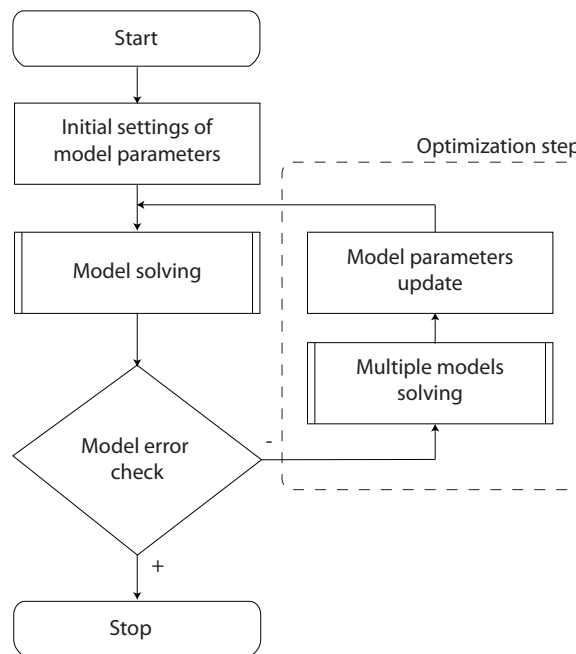 Start
Initial settings of
model parameters
Optimization step
Model solving
Model parameters
update
Multiple models
solving
Model error
check
-
+
Stop